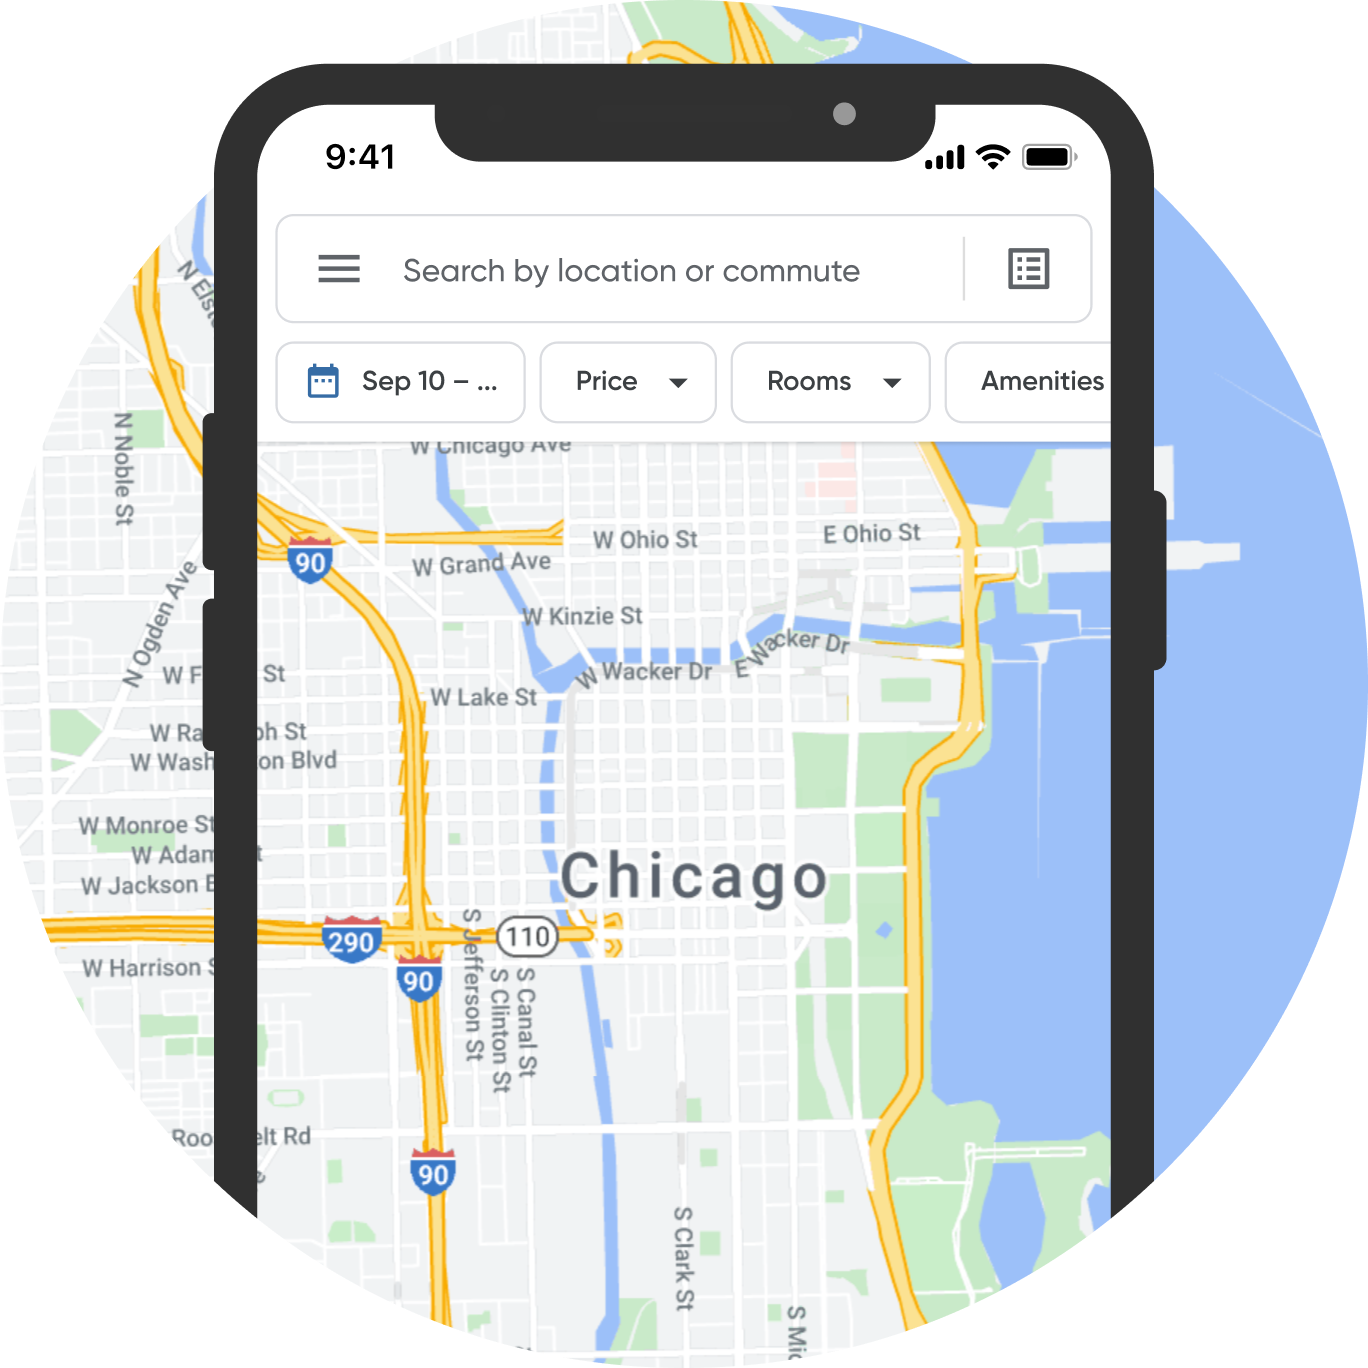 9:41
Search by location or commute
Sep 10 – ...
Price
Rooms
Amenities
W Chicago Ave
N Noble St
W Ohio St
E Ohio St
90
W Grand Ave
N Ogden Ave
W Kinzie St
W Wacker Dr
E Wacker Dr
St
W Lake St
W Ra
ph St
W Wash
on Blvd
W Monroe St
W Adam
t
Chicago
W Jackson B
290
110
90
W Harrison S
S Jefferson St
S Clinton St
S Canal St
Roo
elt Rd
90
S Clark St
S Mic